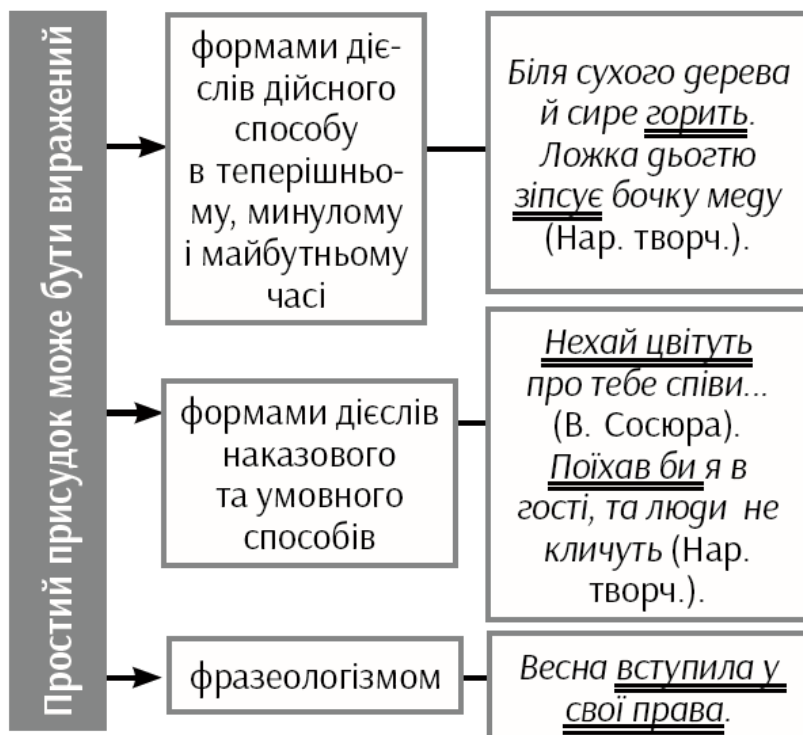 Простий присудок може бути виражений
формами діє-
слів дійсного
способу
в теперішньо-
му, минулому
і майбутньому
часі
Біля сухого дерева
й сире горить.
Ложка дьогтю
зіпсує бочку меду
(Нар. творч.).
формами дієслів
наказового
та умовного
способів
Нехай цвітуть
про тебе співи...
(В. Сосюра).
Поїхав би я в
гості, та люди не
кличуть (Нар.
творч.).
фразеологізмом
Весна вступила у
свої права.